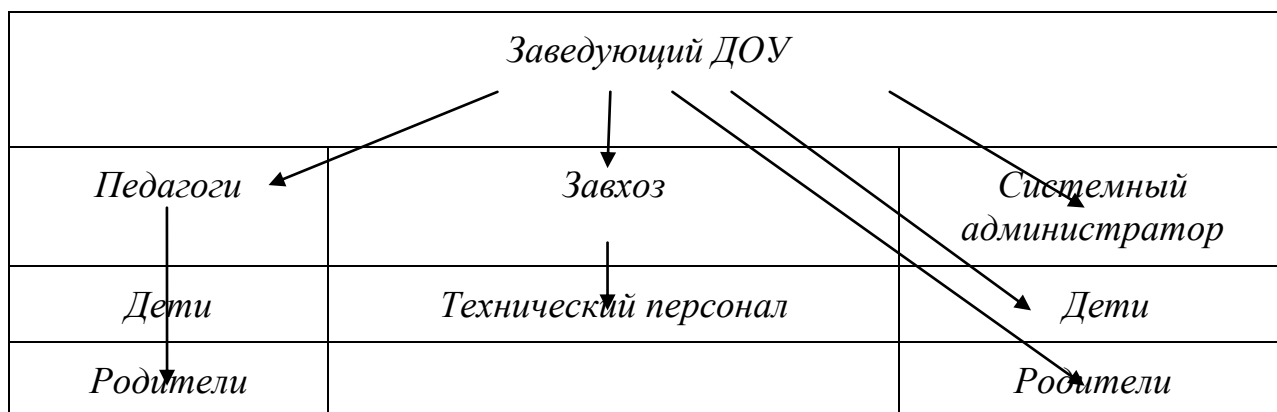 Заведующий ДОУ
Педагоги
Завхоз
Системный
администратор
Дети
Технический персонал
Дети
Родители
Родители